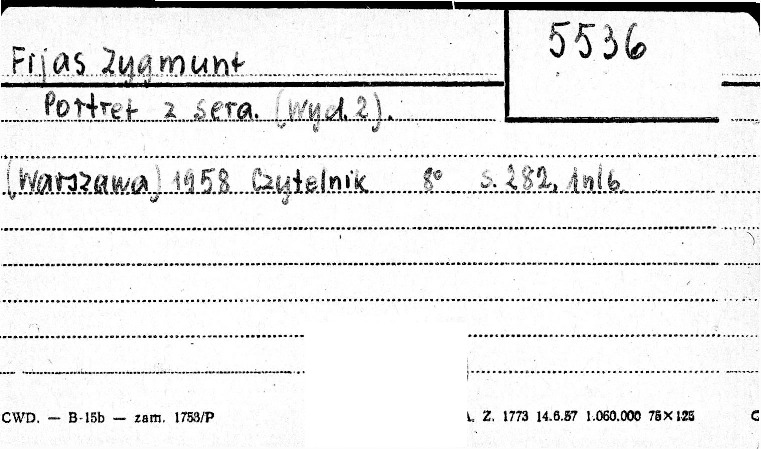 5536
Fijas Zygmunt
Portret z sera. (Wyd. 2).
(Warszawa) 1958 Czytelnik 8° s. 282, 1nlb
CWD. — B-15b — zam. 1753/P
. Z. 1773 14.6.57 1.060.000 75×125